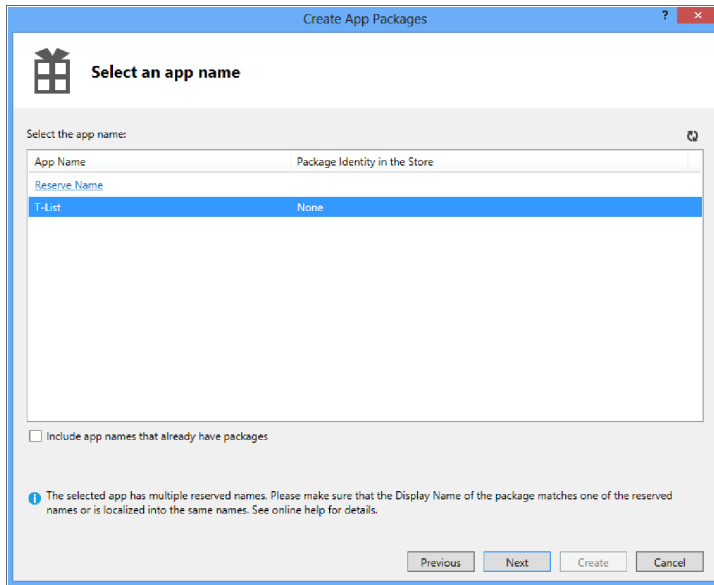 Create App Packages
?
Select an app name
Select the app name:
App Name Package Identity in the Store
Reserve Name
T-List None
Include app names that already have packages
The selected app has multiple reserved names. Please make sure that the Display Name of the package matches one of the reserved
names or is localized into the same names. See online help for details.
Previous Next Create Cancel